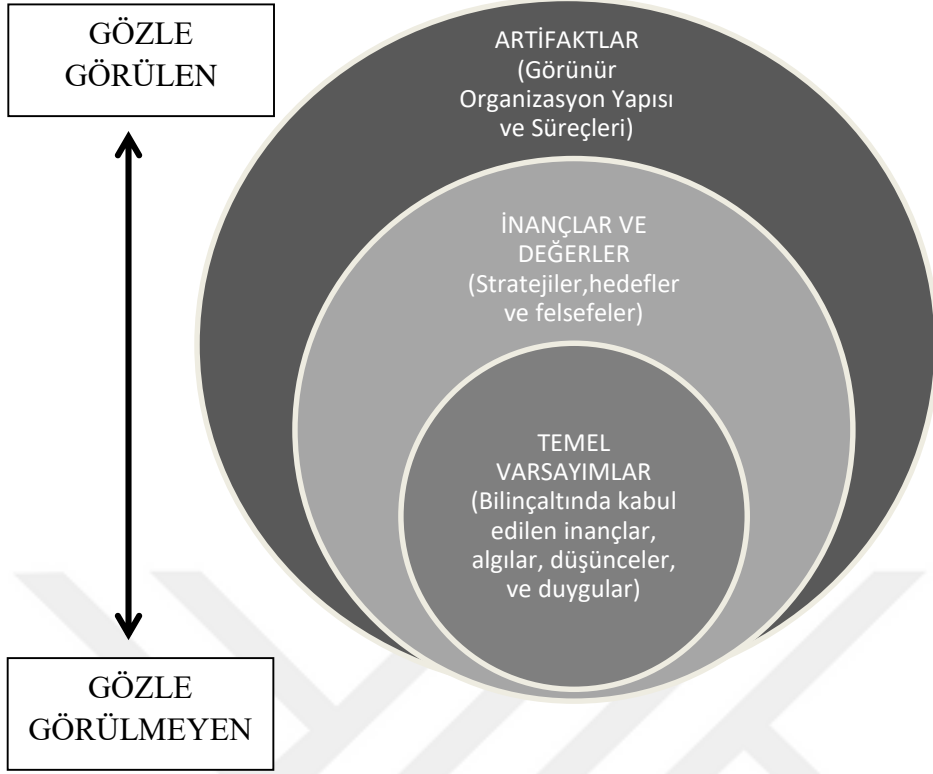 GÖZLE
GÖRÜLEN
ARTİFAKTLAR
(Görünür
Organizasyon Yapısı
ve Süreçleri)
İNANÇLAR VE
DEĞERLER
(Stratejiler,hedefler
ve felsefeler)
TEMEL
VARSAYIMLAR
(Bilinçaltında kabul
edilen inançlar,
algılar, düşünceler,
ve duygular)
GÖZLE
GÖRÜLMEYEN